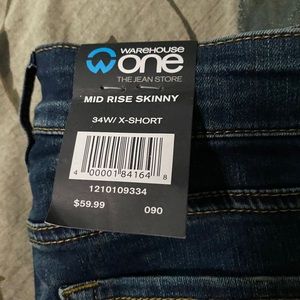 WAREHOUSE
one
THE JEAN STORE
MID RISE SKINNY
34W/ X-SHORT
4 00001 84164 8
1210109334
$59.99 090